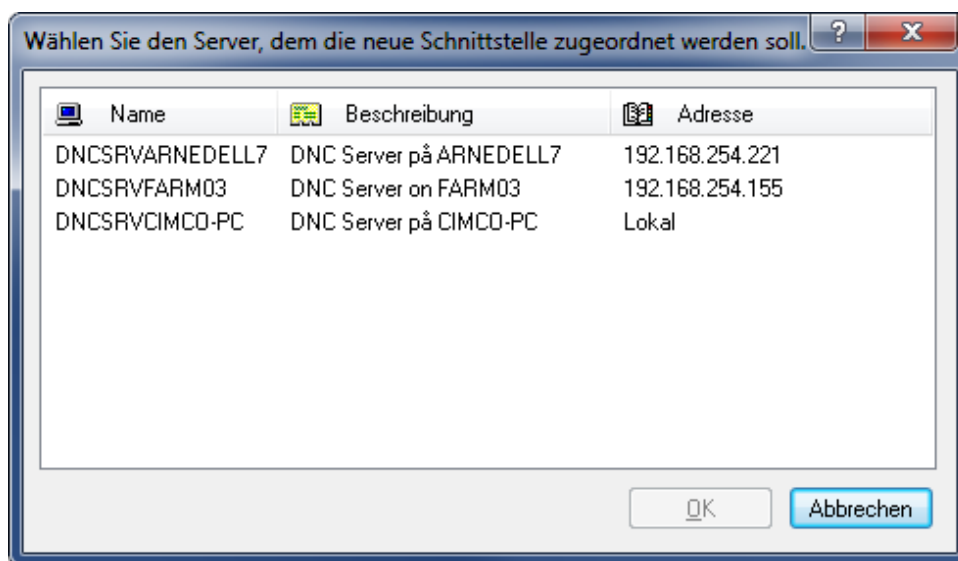 Wählen Sie den Server, dem die neue Schnittstelle zugeordnet werden soll.
Name Beschreibung Adresse
DNCSRVARNEDELL7 DNC Server på ARNEDELL7 192.168.254.221
DNCSRVFARM03 DNC Server on FARM03 192.168.254.155
DNCSRVCIMCO-PC DNC Server på CIMCO-PC Lokal
OK Abbrechen